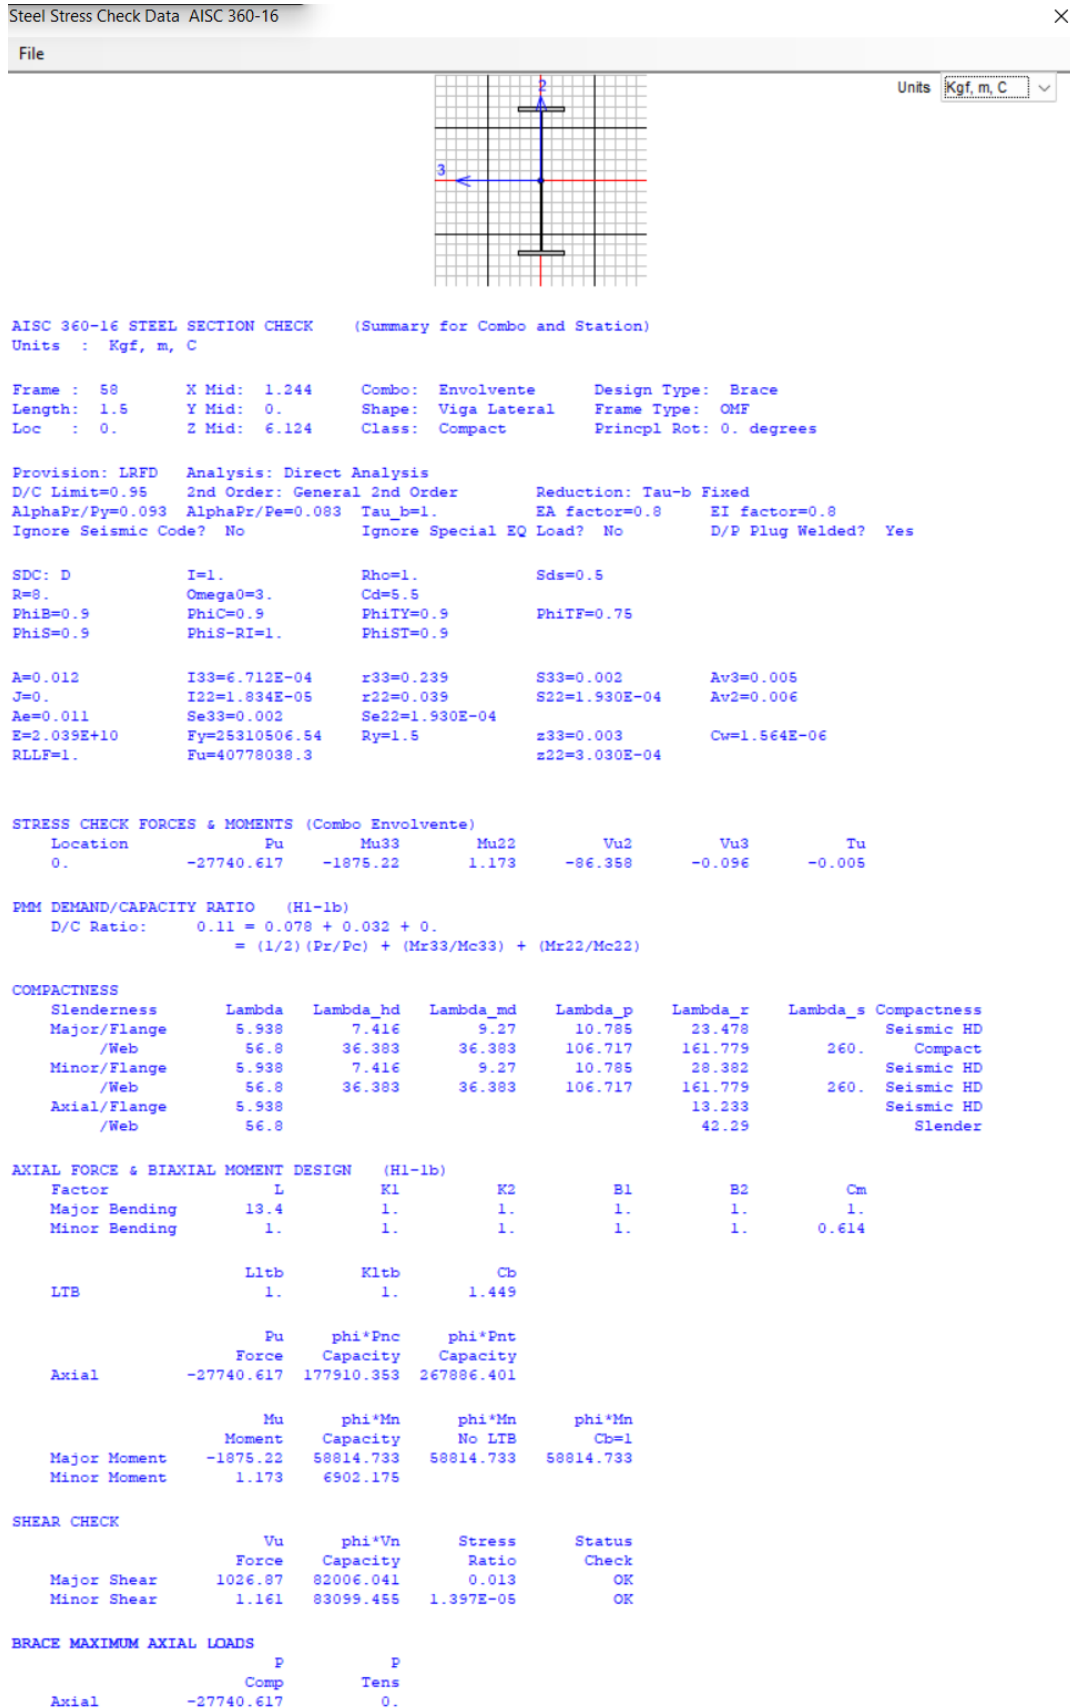 Steel Stress Check Data AISC 360-16
File
Units Kgf, m, C
2
3
AISC 360-16 STEEL SECTION CHECK (Summary for Combo and Station)
Units : Kgf, m, C
Frame : 58 X Mid: 1.244 Combo: Envolvente Design Type: Brace
Length: 1.5 Y Mid: 0. Shape: Viga Lateral Frame Type: OMF
Loc : 0. Z Mid: 6.124 Class: Compact Princpl Rot: 0. degrees
Provision: LRFD Analysis: Direct Analysis
D/C Limit=0.95 2nd Order: General 2nd Order Reduction: Tau-b Fixed
AlphaPr/Py=0.093 AlphaPr/Pe=0.083 Tau_b=1. EA factor=0.8 EI factor=0.8
Ignore Seismic Code? No Ignore Special EQ Load? No D/P Plug Welded? Yes
SDC: D I=1. Rho=1. Sds=0.5
R=8. Omega0=3. Cd=5.5
PhiB=0.9 PhiC=0.9 PhiTY=0.9 PhiTF=0.75
PhiS=0.9 PhiS-RI=1. PhiST=0.9
A=0.012 I33=6.712E-04 r33=0.239 S33=0.002 Av3=0.005
J=0. I22=1.834E-05 r22=0.039 S22=1.930E-04 Av2=0.006
Ae=0.011 Se33=0.002 Se22=1.930E-04
E=2.039E+10 Fy=25310506.54 Ry=1.5 z33=0.003 Cw=1.564E-06
RLLF=1. Fu=40778038.3 z22=3.030E-04
STRESS CHECK FORCES & MOMENTS (Combo Envolvente)
Location Pu Mu33 Mu22 Vu2 Vu3 Tu
0. -27740.617 -1875.22 1.173 -86.358 -0.096 -0.005
PMM DEMAND/CAPACITY RATIO (H1-1b)
D/C Ratio: 0.11 = 0.078 + 0.032 + 0.
= (1/2)(Pr/Pc) + (Mr33/Mc33) + (Mr22/Mc22)
COMPACTNESS
Slenderness Lambda Lambda_hd Lambda_md Lambda_p Lambda_r Lambda_s Compactness
Major/Flange 5.938 7.416 9.27 10.785 23.478 Seismic HD
/Web 56.8 36.383 36.383 106.717 161.779 260. Compact
Minor/Flange 5.938 7.416 9.27 10.785 28.382 Seismic HD
/Web 56.8 36.383 36.383 106.717 161.779 260. Seismic HD
Axial/Flange 5.938 13.233 Seismic HD
/Web 56.8 42.29 Slender
AXIAL FORCE & BIAXIAL MOMENT DESIGN (H1-1b)
Factor L K1 K2 B1 B2 Cm
Major Bending 13.4 1. 1. 1. 1. 1.
Minor Bending 1. 1. 1. 1. 1. 0.614
Lltb Kltb Cb
LTB 1. 1. 1.449
Pu phi*Pnc phi*Pnt
Force Capacity Capacity
Axial -27740.617 177910.353 267886.401
Mu phi*Mn phi*Mn phi*Mn
Moment Capacity No LTB Cb=1
Major Moment -1875.22 58814.733 58814.733 58814.733
Minor Moment 1.173 6902.175
SHEAR CHECK
Vu phi*Vn Stress Status
Force Capacity Ratio Check
Major Shear 1026.87 82006.041 0.013 OK
Minor Shear 1.161 83099.455 1.397E-05 OK
BRACE MAXIMUM AXIAL LOADS
P P
Comp Tens
Axial -27740.617 0.